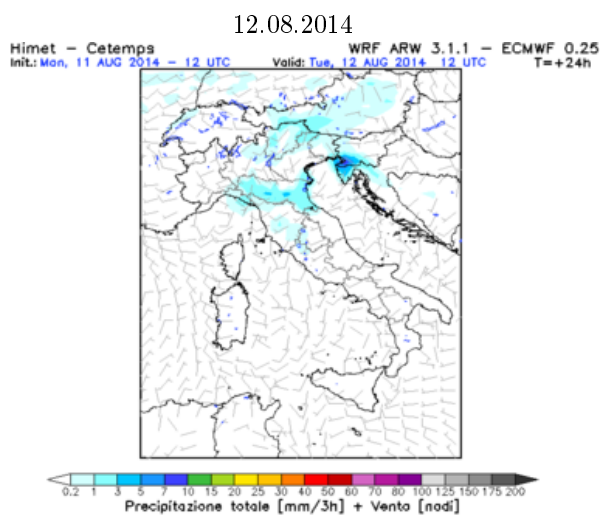 12.08.2014
Himet – Cetemps WRF ARW 3.1.1 – ECMWF 0.25
Init.: Mon, 11 AUG 2014 – 12 UTC Valid: Tue, 12 AUG 2014 12 UTC T=+24h
0.2 1 3 5 7 10 15 20 25 30 40 50 60 70 80 100 125 150 175 200
Precipitazione totale [mm/3h] + Vento [nodi]